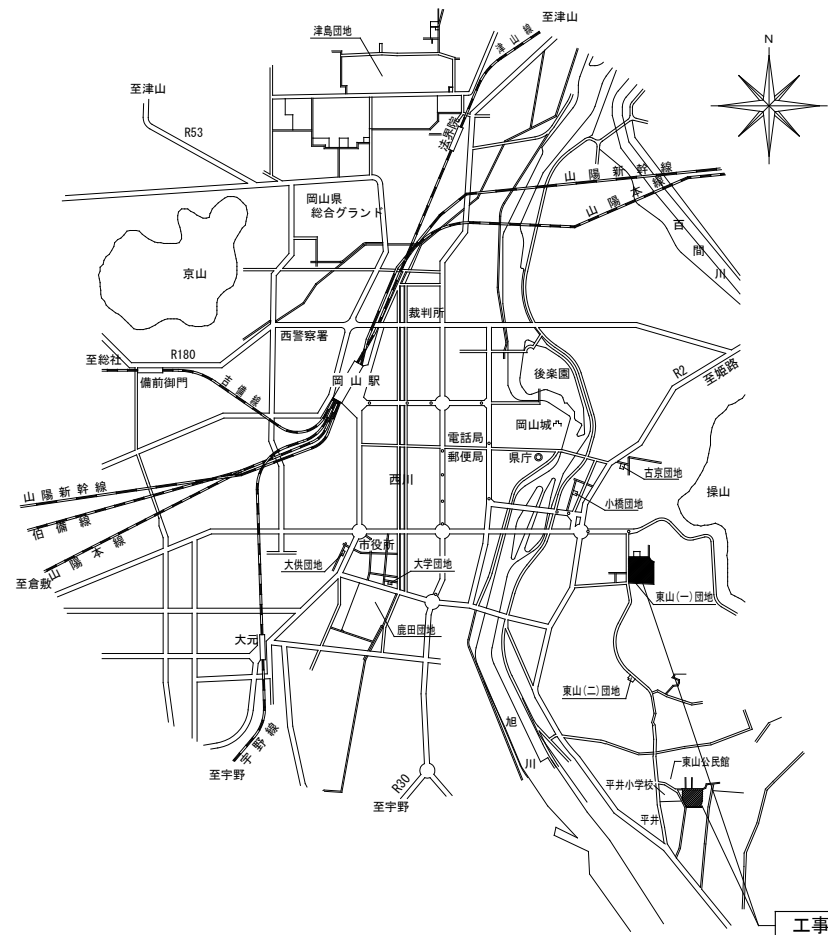 至津山
津島団地
津山線
N
至津山
R53
法界院
山陽新幹線
山陽本線
岡山県
総合グランド
百間川
京山
裁判所
西警察署
至総社
R180
R2
至姫路
備前御門
吉備線
岡山駅
後楽園
岡山城
電話局
郵便局
県庁
古京団地
西川
小橋団地
操山
山陽新幹線
伯備線
山陽本線
市役所
大供団地
大学団地
至倉敷
東山(一)団地
鹿田団地
大元
東山(二)団地
旭川
宇野線
東山公民館
至宇野
R30
平井小学校
至宇野
平井
工事